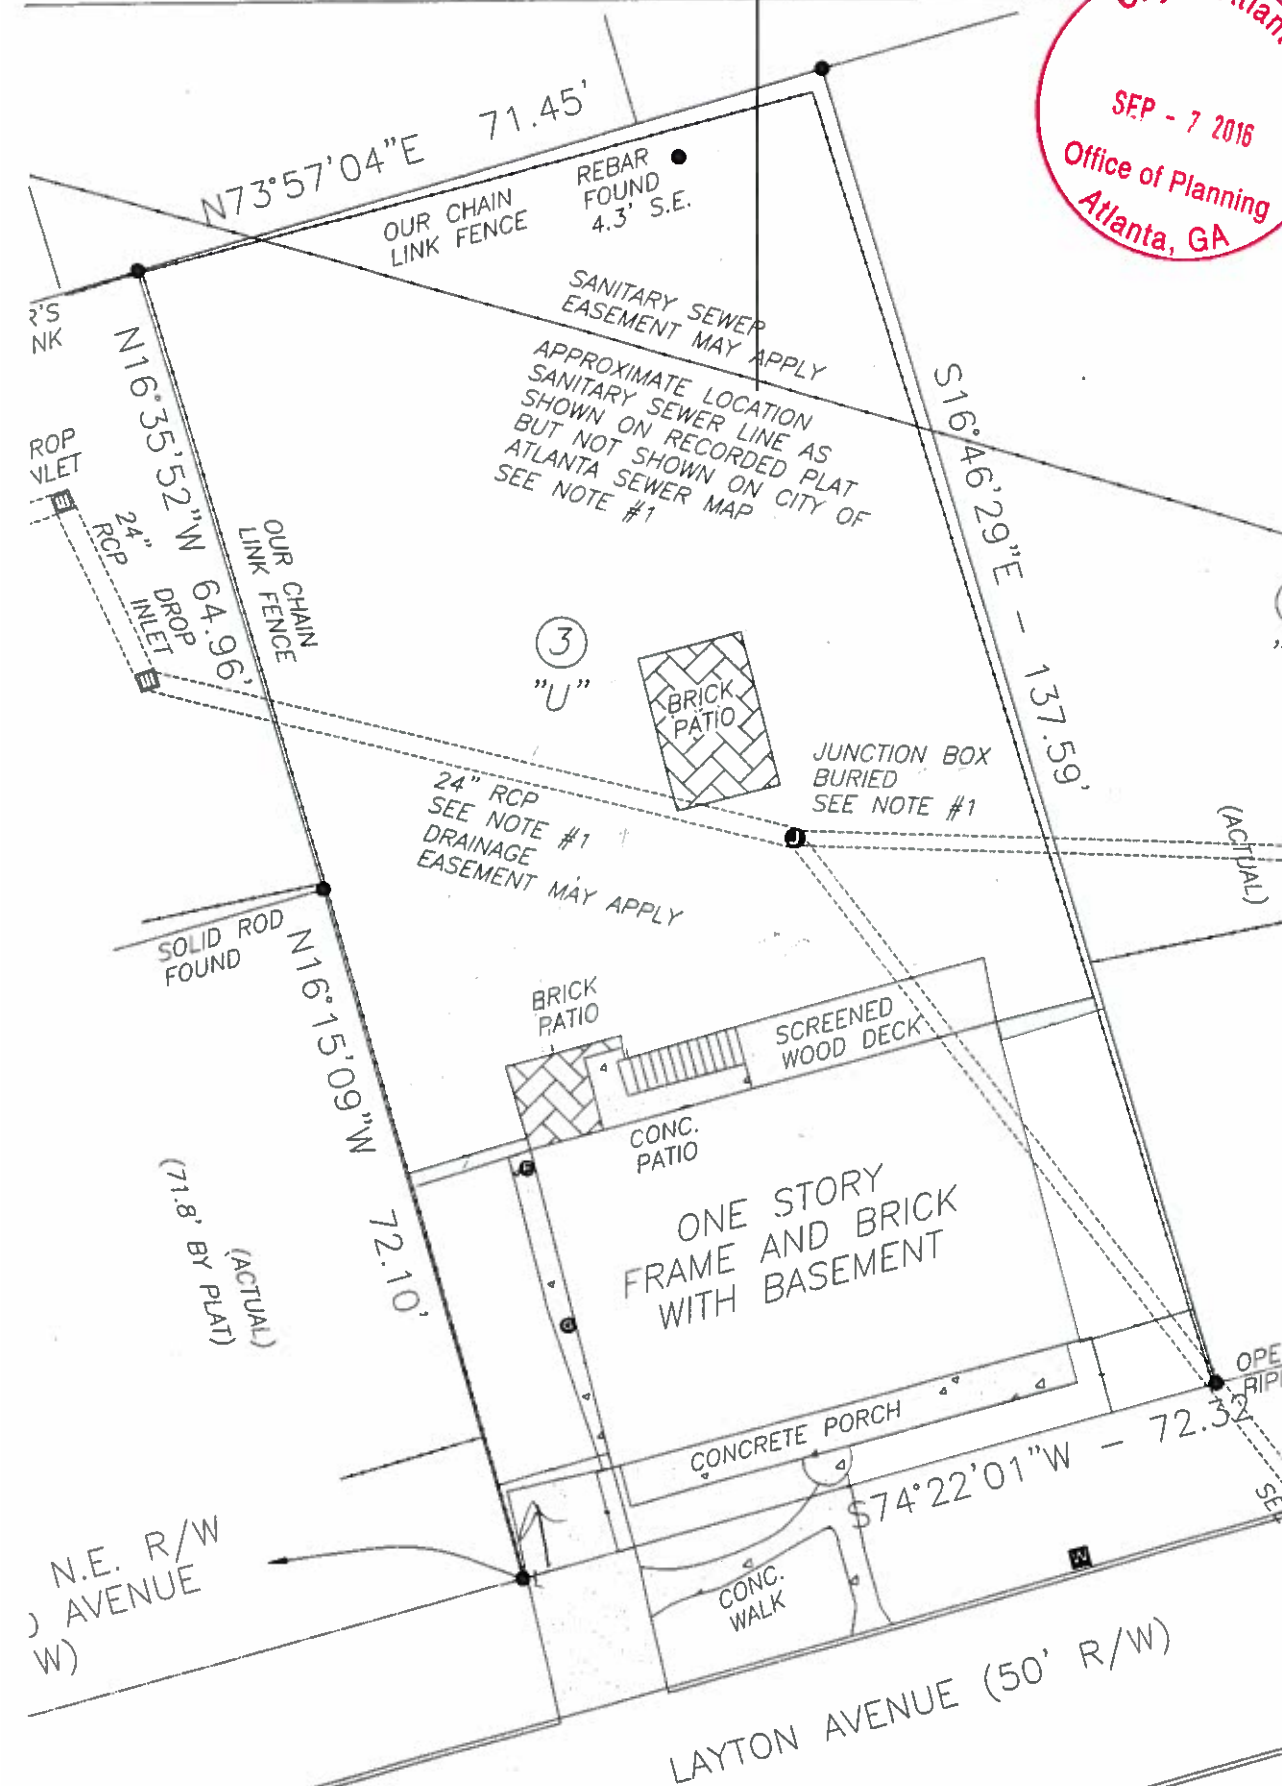 SEP - 7 2016
Office of Planning
Atlanta, GA
N73°57'04"E 71.45'
OUR CHAIN
LINK FENCE
REBAR
FOUND
4.3' S.E.
SANITARY SEWER
EASEMENT MAY APPLY
APPROXIMATE LOCATION
SANITARY SEWER LINE AS
SHOWN ON RECORDED PLAT
BUT NOT SHOWN ON CITY OF
ATLANTA SEWER MAP
SEE NOTE #1
'S
NK
N16°35'52"W 64.96'
ROP
NLET
24"
RCP
DROP
INLET
OUR CHAIN
LINK FENCE
S16°46'29"E - 137.59'
3
"U"
BRICK
PATIO
JUNCTION BOX
BURIED
SEE NOTE #1
J
24" RCP
SEE NOTE #1
DRAINAGE
EASEMENT MAY APPLY
(ACTUAL)
SOLID ROD
FOUND
N16°15'09"W 72.10'
(ACTUAL)
(71.8' BY PLAT)
BRICK
PATIO
SCREENED
WOOD DECK
CONC.
PATIO
ONE STORY
FRAME AND BRICK
WITH BASEMENT
E
G
CONCRETE PORCH
S74°22'01"W - 72.32
OPE
RIP
SE
CONC.
WALK
W
N.E. R/W
AVENUE
W)
LAYTON AVENUE (50' R/W)